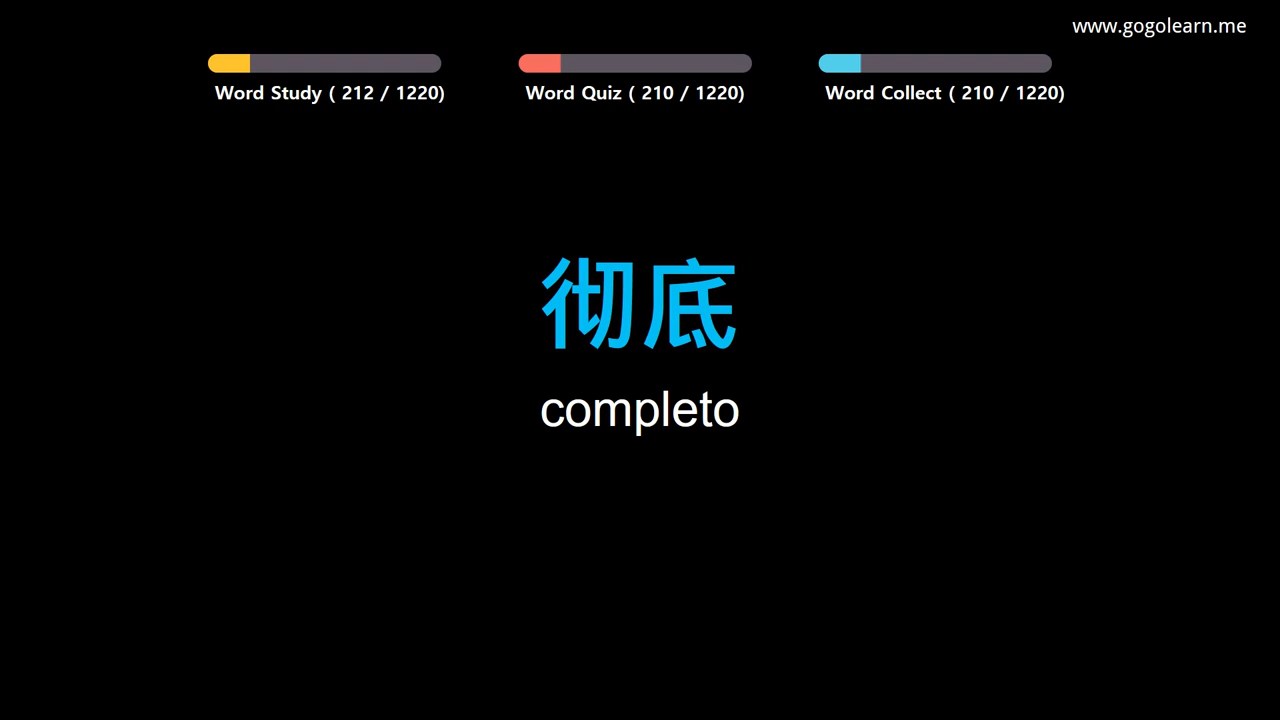 www.gogolearn.me
Word Study ( 212 / 1220)
Word Quiz ( 210 / 1220)
Word Collect ( 210 / 1220)
彻底
completo